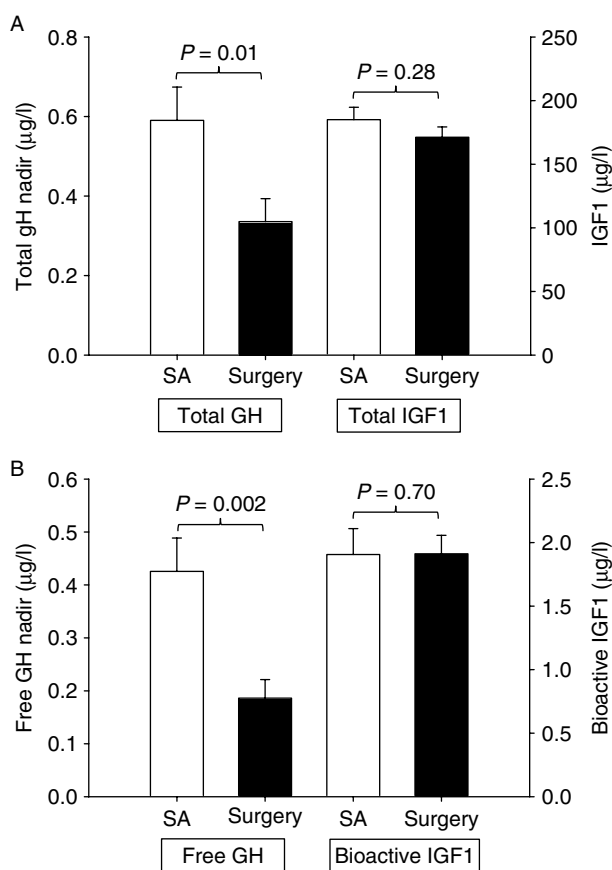 A
0.8
0.6
0.4
0.2
0.0
Total gH nadir (µg/l)
P = 0.01
P = 0.28
250
200
150
100
50
0
IGF1 (µg/l)
SA Surgery SA Surgery
Total GH Total IGF1
B
0.6
0.5
0.4
0.3
0.2
0.1
0.0
Free GH nadir (µg/l)
P = 0.002
P = 0.70
2.5
2.0
1.5
1.0
0.5
0.0
Bioactive IGF1 (µg/l)
SA Surgery SA Surgery
Free GH Bioactive IGF1